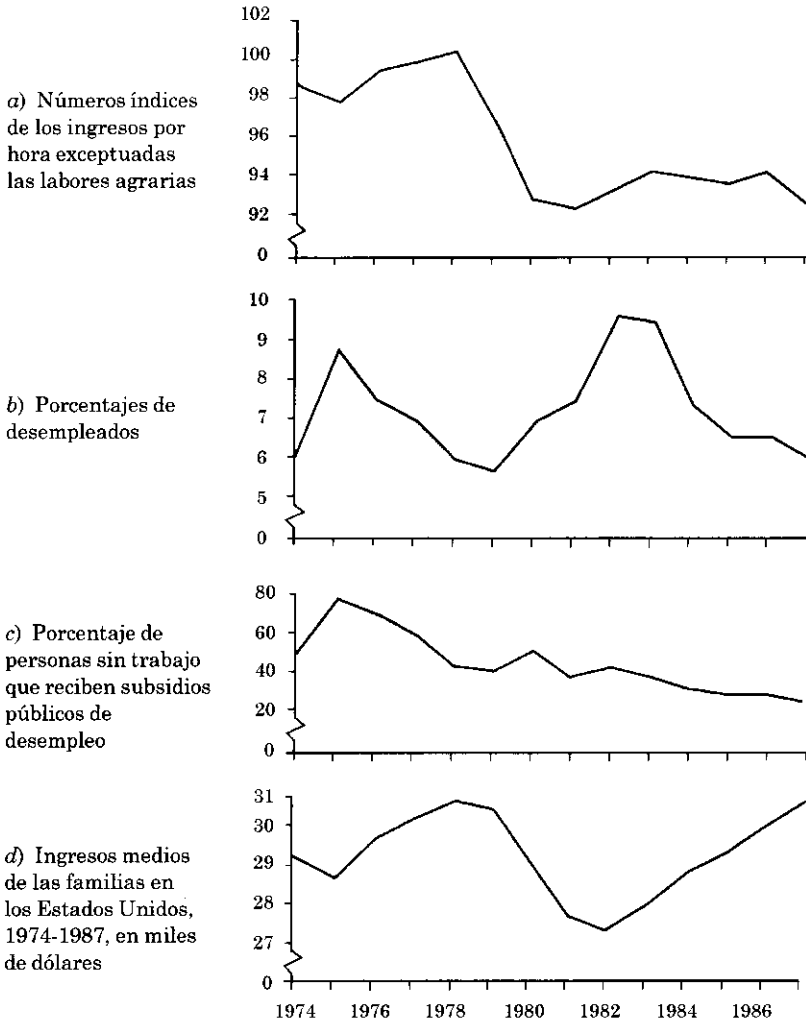 102
100
98
96
94
92
0
a) Números índices
de los ingresos por
hora exceptuadas
las labores agrarias
10
9
8
7
6
5
0
b) Porcentajes de
desempleados
80
60
40
20
0
c) Porcentaje de
personas sin trabajo
que reciben subsidios
públicos de
desempleo
31
30
29
28
27
0
d) Ingresos medios
de las familias en
los Estados Unidos,
1974-1987, en miles
de dólares
1974 1976 1978 1980 1982 1984 1986